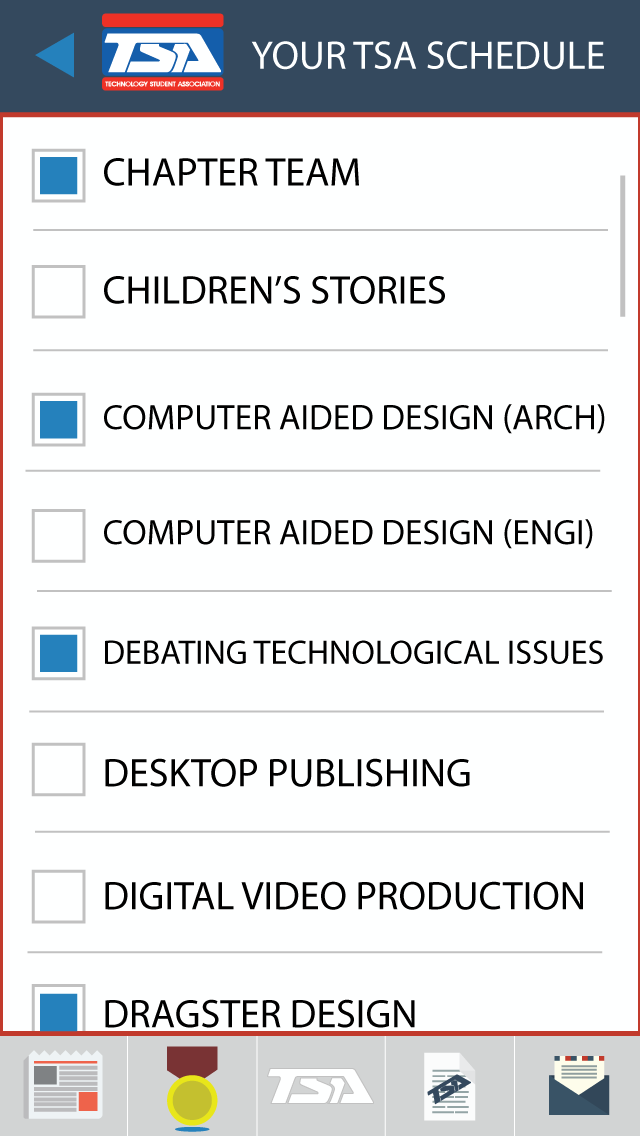 TSA
TECHNOLOGY STUDENT ASSOCIATION
YOUR TSA SCHEDULE
CHAPTER TEAM
CHILDREN’S STORIES
COMPUTER AIDED DESIGN (ARCH)
COMPUTER AIDED DESIGN (ENGI)
DEBATING TECHNOLOGICAL ISSUES
DESKTOP PUBLISHING
DIGITAL VIDEO PRODUCTION
DRAGSTER DESIGN
TSA
TSA